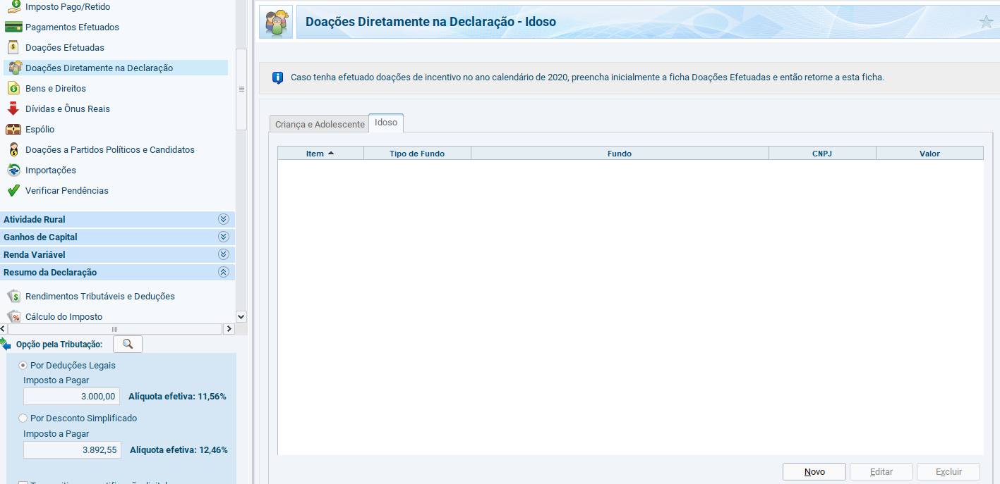 Imposto Pago/Retido
Pagamentos Efetuados
Doações Efetuadas
Doações Diretamente na Declaração
Bens e Direitos
Dívidas e Ônus Reais
Espólio
Doações a Partidos Políticos e Candidatos
Importações
Verificar Pendências
Atividade Rural
Ganhos de Capital
Renda Variável
Resumo da Declaração
Rendimentos Tributáveis e Deduções
Cálculo do Imposto
Opção pela Tributação:
Por Deduções Legais
Imposto a Pagar
3.000,00 Alíquota efetiva: 11,56%
Por Desconto Simplificado
Imposto a Pagar
3.892,55 Alíquota efetiva: 12,46%
Doações Diretamente na Declaração - Idoso
Caso tenha efetuado doações de incentivo no ano calendário de 2020, preencha inicialmente a ficha Doações Efetuadas e então retorne a esta ficha.
Criança e Adolescente Idoso
Item Tipo de Fundo Fundo CNPJ Valor
Novo Editar Excluir